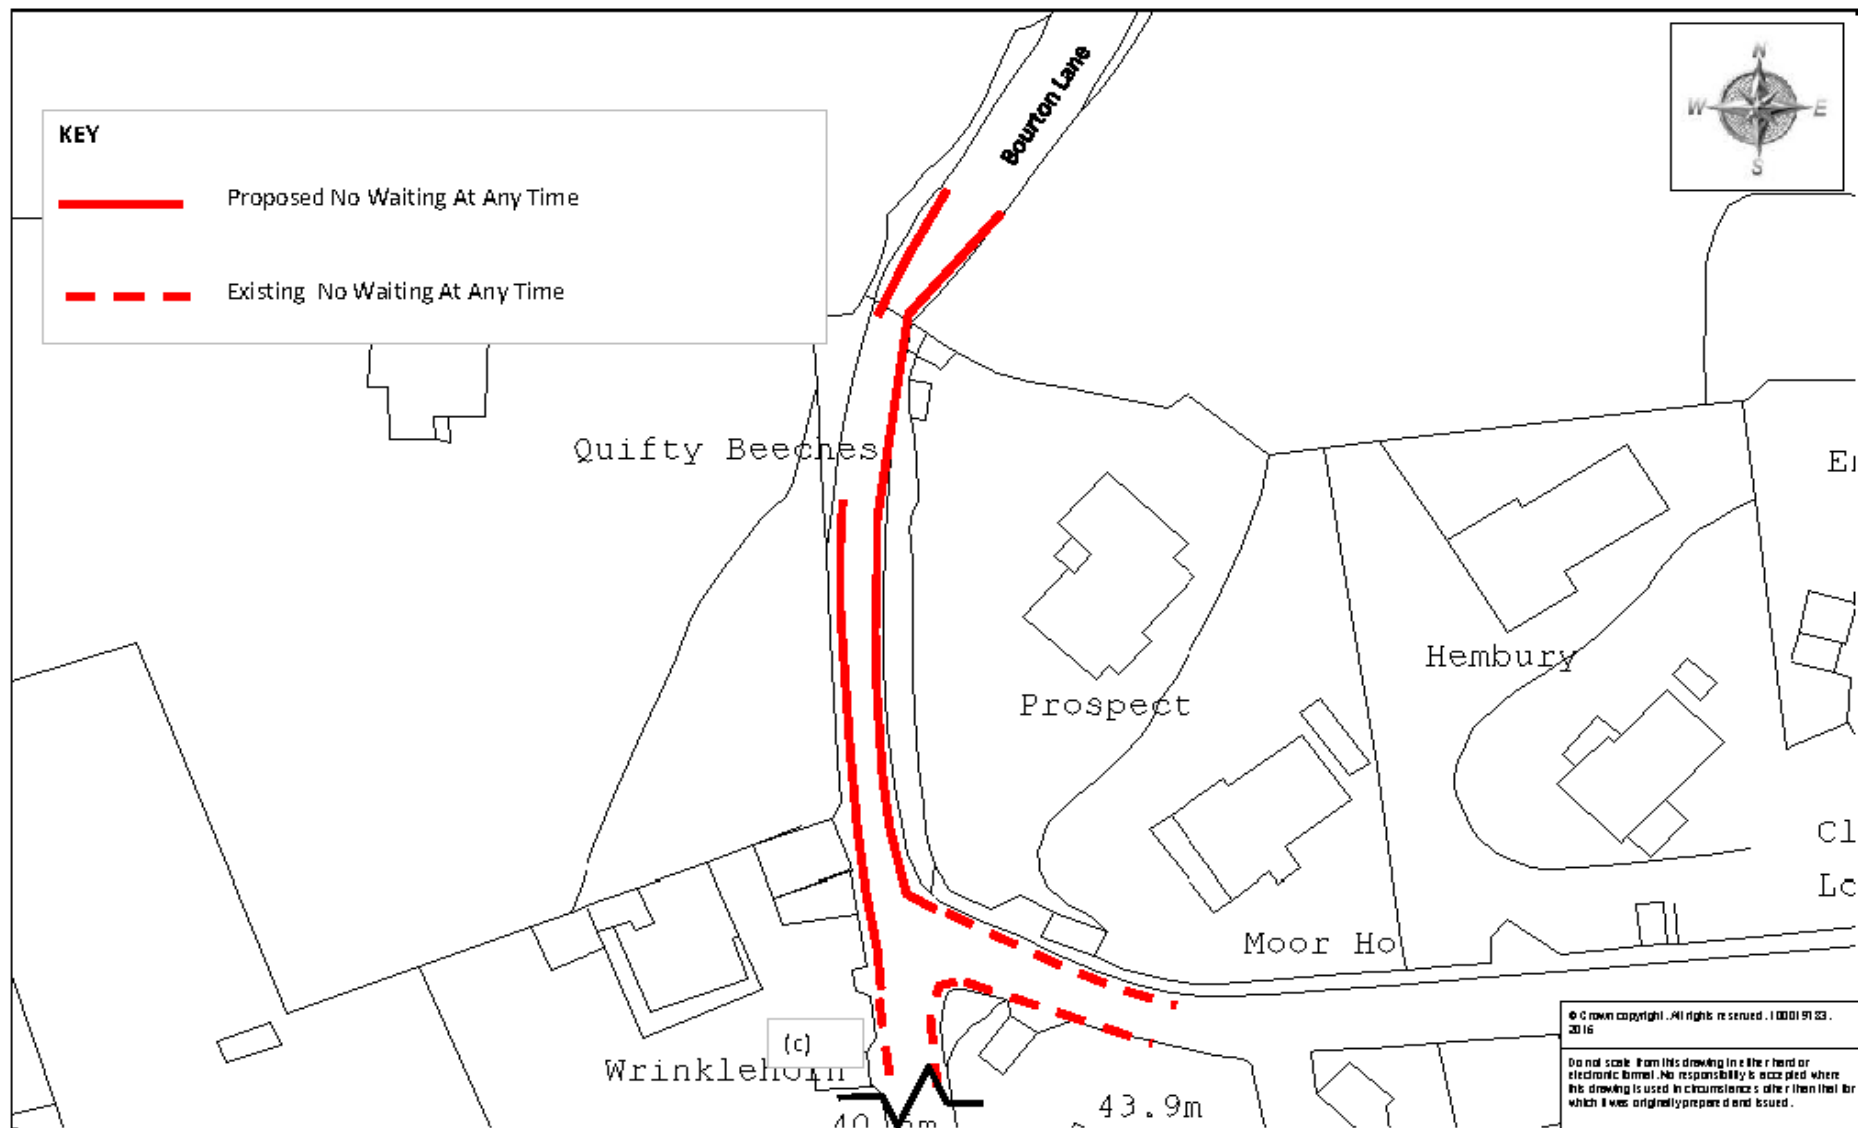 Bourton Lane
N
W E
S
KEY
Proposed No Waiting At Any Time
Existing No Waiting At Any Time
Quifty Beeches
Prospect
Hembury
Moor Ho
Cl
Lo
Wrinklehorn
(c)
43.9m
© Crown copyright. All rights reserved. 100019183.
2016
Do not scale from this drawing in either hard or
electronic format. No responsibility is accepted where
this drawing is used in circumstances other than that for
which it was originally prepared and issued.